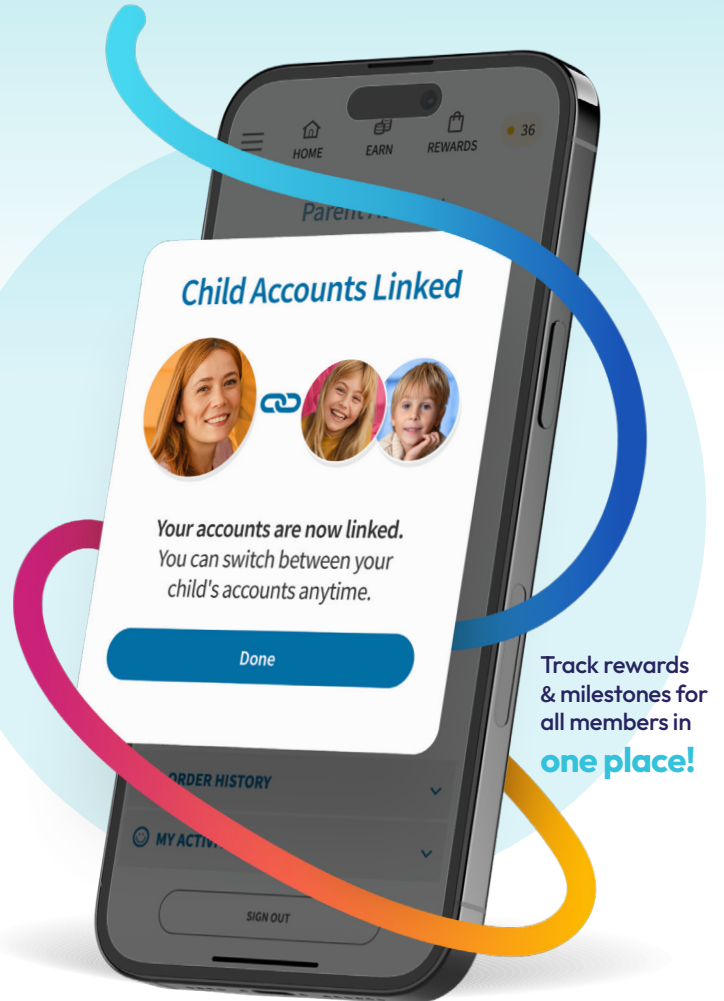 HOME
EARN
REWARDS
36
Child Accounts Linked
Your accounts are now linked.
You can switch between your
child's accounts anytime.
Done
Track rewards
& milestones for
all members in
one place!
ORDER HISTORY
MY
SIGN OUT